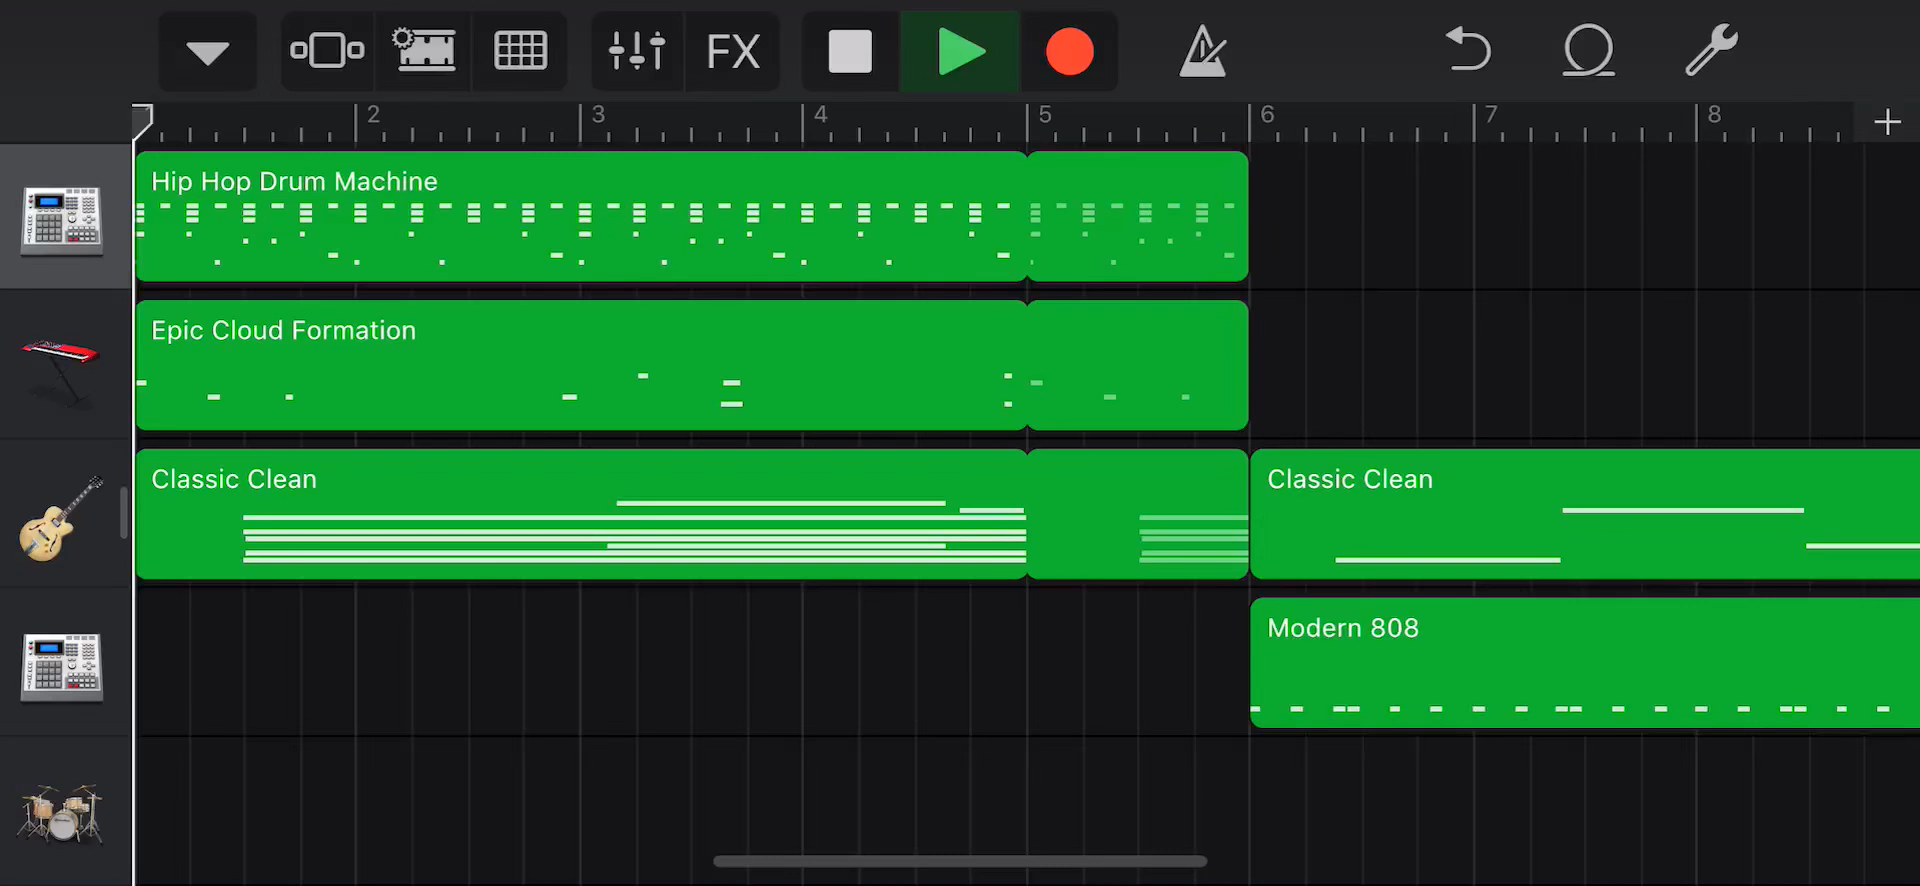 FX
2 3 4 5 6 7 8
Hip Hop Drum Machine
Epic Cloud Formation
Classic Clean Classic Clean
Modern 808